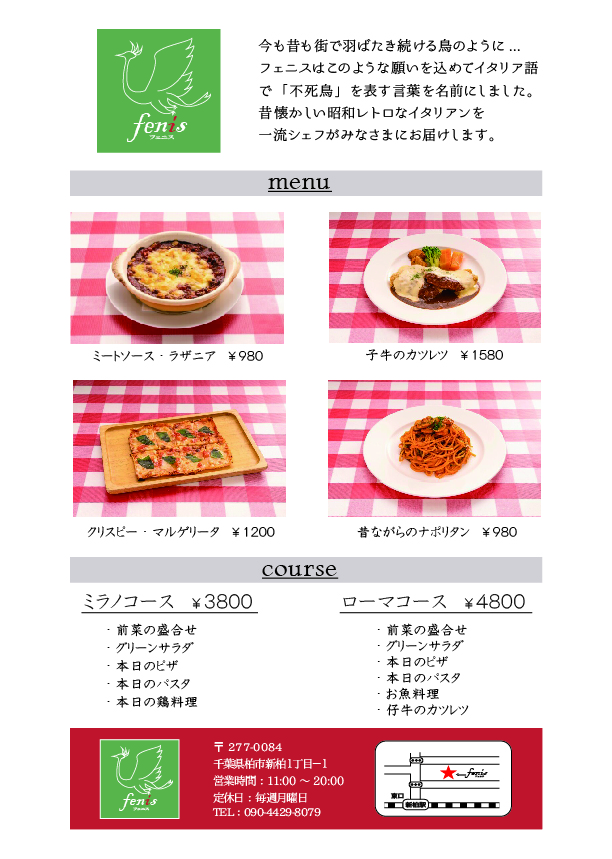 fenis
フェニス
今も昔も街で羽ばたき続ける鳥のように...
フェニスはこのような願いを込めてイタリア語
で「不死鳥」を表す言葉を名前にしました。
昔懐かしい昭和レトロなイタリアンを
一流シェフがみなさまにお届けします。
menu
ミートソース・ラザニア ¥980
子牛のカツレツ ¥1580
クリスピー・マルゲリータ ¥1200
昔ながらのナポリタン ¥980
course
ミラノコース ¥3800
・前菜の盛合せ
・グリーンサラダ
・本日のピザ
・本日のパスタ
・本日の鶏料理
ローマコース ¥4800
・前菜の盛合せ
・グリーンサラダ
・本日のピザ
・本日のパスタ
・お魚料理
・仔牛のカツレツ
fenis
フェニス
〒277-0084
千葉県柏市新柏1丁目−1
営業時間：11:00 〜 20:00
定休日：毎週月曜日
TEL：090-4429-8079
fenis
フェニス
東口
新柏駅